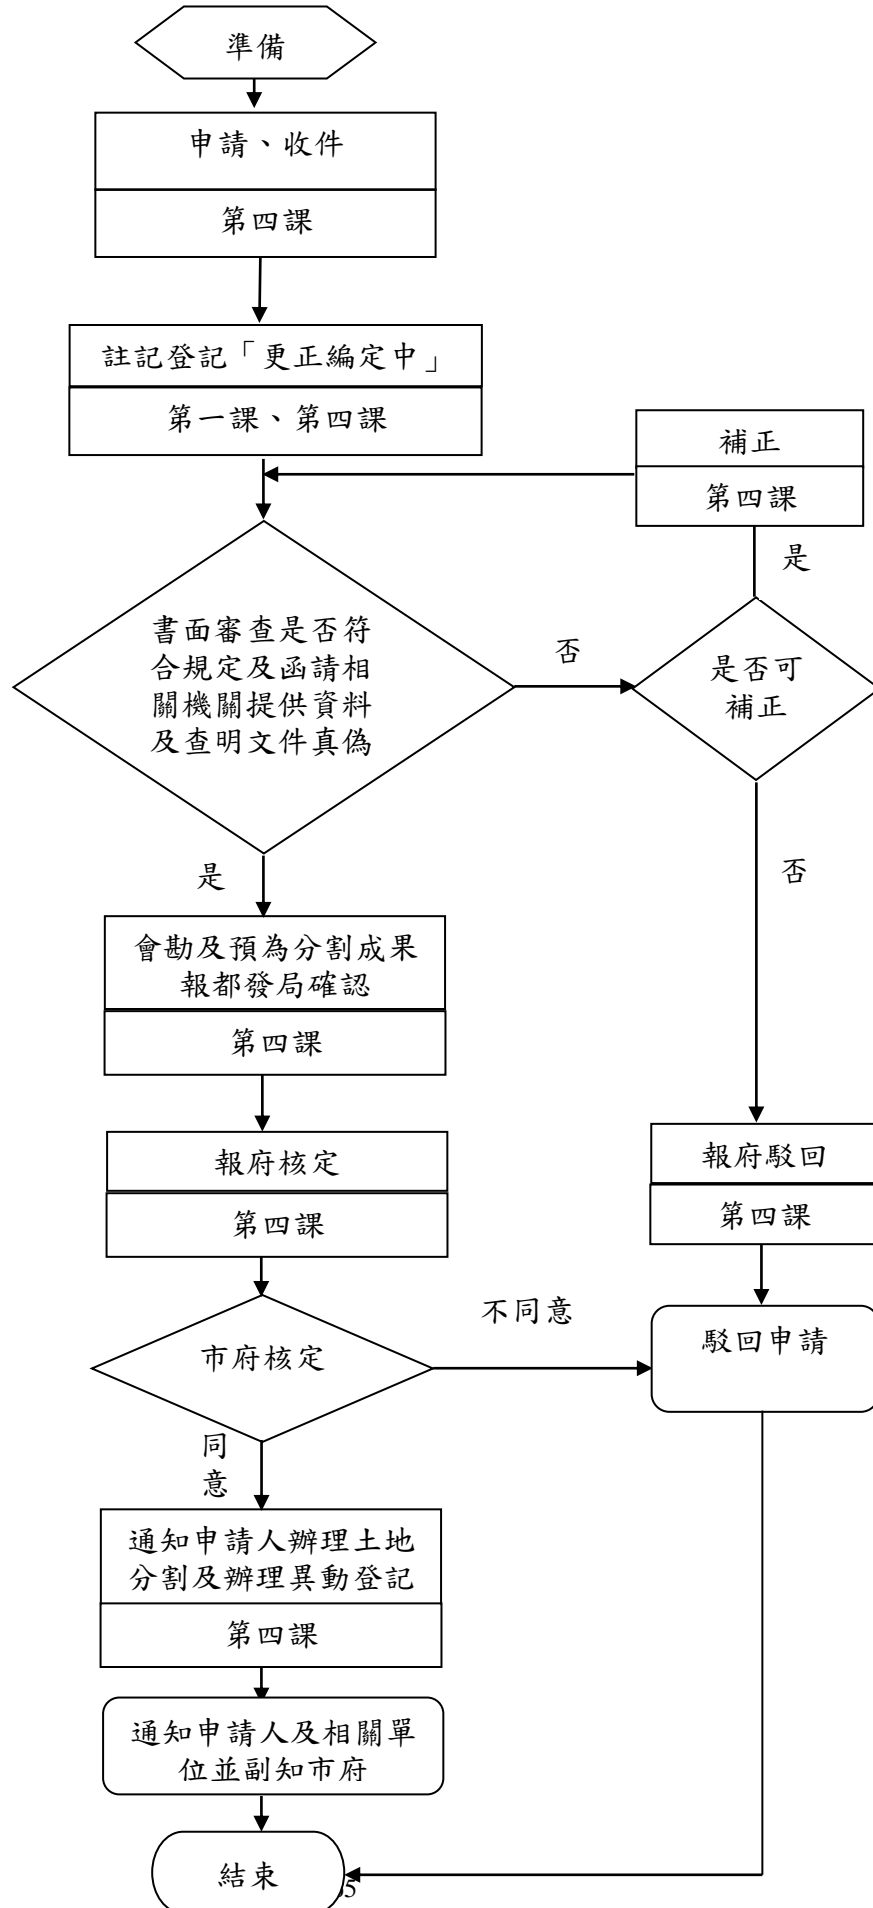 準備
申請、收件
第四課
註記登記「更正編定中」
第一課、第四課
補正
第四課
是
書面審查是否符
合規定及函請相
關機關提供資料
及查明文件真偽
否
是否可
補正
是
否
會勘及預為分割成果
報都發局確認
第四課
報府核定
第四課
報府駁回
第四課
不同意
市府核定
駁回申請
同
意
通知申請人辦理土地
分割及辦理異動登記
第四課
通知申請人及相關單
位並副知市府
結束